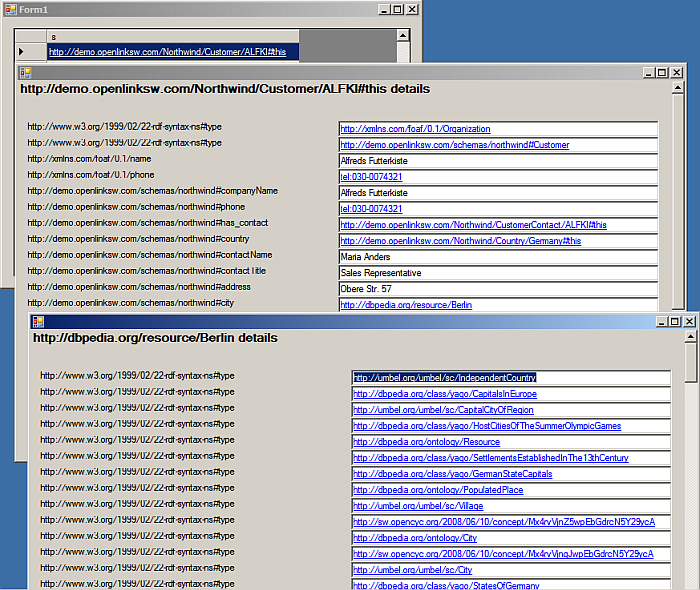 Form1
s
http://demo.openlinksw.com/Northwind/Customer/ALFKI#this
http://demo.openlinksw.com/Northwind/Customer/ALFKI#this details
http://www.w3.org/1999/02/22-rdf-syntax-ns#type http://xmlns.com/foaf/0.1/Organization
http://www.w3.org/1999/02/22-rdf-syntax-ns#type http://demo.openlinksw.com/schemas/northwind#Customer
http://xmlns.com/foaf/0.1/name Alfreds Futterkiste
http://xmlns.com/foaf/0.1/phone tel:030-0074321
http://demo.openlinksw.com/schemas/northwind#companyName Alfreds Futterkiste
http://demo.openlinksw.com/schemas/northwind#phone tel:030-0074321
http://demo.openlinksw.com/schemas/northwind#has_contact http://demo.openlinksw.com/Northwind/CustomerContact/ALFKI#this
http://demo.openlinksw.com/schemas/northwind#country http://demo.openlinksw.com/Northwind/Country/Germany#this
http://demo.openlinksw.com/schemas/northwind#contactName Maria Anders
http://demo.openlinksw.com/schemas/northwind#contactTitle Sales Representative
http://demo.openlinksw.com/schemas/northwind#address Obere Str. 57
http://demo.openlinksw.com/schemas/northwind#city http://dbpedia.org/resource/Berlin
http://dbpedia.org/resource/Berlin details
http://www.w3.org/1999/02/22-rdf-syntax-ns#type http://umbel.org/umbel/sc/IndependentCountry
http://www.w3.org/1999/02/22-rdf-syntax-ns#type http://dbpedia.org/class/yago/CapitalsInEurope
http://www.w3.org/1999/02/22-rdf-syntax-ns#type http://umbel.org/umbel/sc/CapitalCityOfRegion
http://www.w3.org/1999/02/22-rdf-syntax-ns#type http://dbpedia.org/class/yago/HostCitiesOfTheSummerOlympicGames
http://www.w3.org/1999/02/22-rdf-syntax-ns#type http://dbpedia.org/ontology/Resource
http://www.w3.org/1999/02/22-rdf-syntax-ns#type http://dbpedia.org/class/yago/SettlementsEstablishedInThe13thCentury
http://www.w3.org/1999/02/22-rdf-syntax-ns#type http://dbpedia.org/class/yago/GermanStateCapitals
http://www.w3.org/1999/02/22-rdf-syntax-ns#type http://dbpedia.org/ontology/PopulatedPlace
http://www.w3.org/1999/02/22-rdf-syntax-ns#type http://umbel.org/umbel/sc/Village
http://www.w3.org/1999/02/22-rdf-syntax-ns#type http://sw.opencyc.org/2008/06/10/concept/Mx4rvVjnZ5wpEbGdrcN5Y29ycA
http://www.w3.org/1999/02/22-rdf-syntax-ns#type http://dbpedia.org/ontology/City
http://www.w3.org/1999/02/22-rdf-syntax-ns#type http://sw.opencyc.org/2008/06/10/concept/Mx4rvVjnqJwpEbGdrcN5Y29ycA
http://www.w3.org/1999/02/22-rdf-syntax-ns#type http://umbel.org/umbel/sc/City
http://www.w3.org/1999/02/22-rdf-syntax-ns#type http://dbpedia.org/class/yago/StatesOfGermany